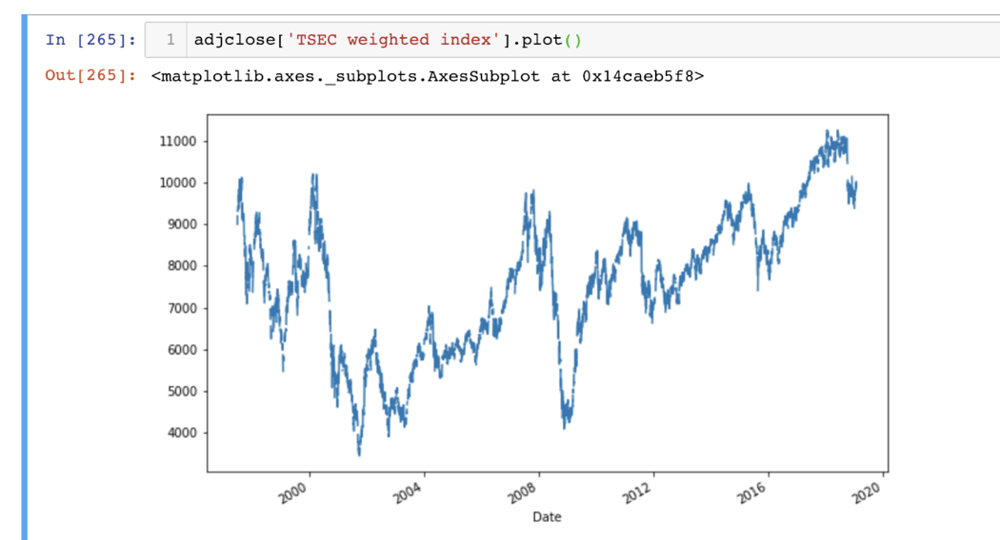 In [265]: 1 adjclose['TSEC weighted index'].plot()
Out[265]: <matplotlib.axes._subplots.AxesSubplot at 0x14caeb5f8>
11000
10000
9000
8000
7000
6000
5000
4000
2000 2004 2008 2012 2016 2020
Date